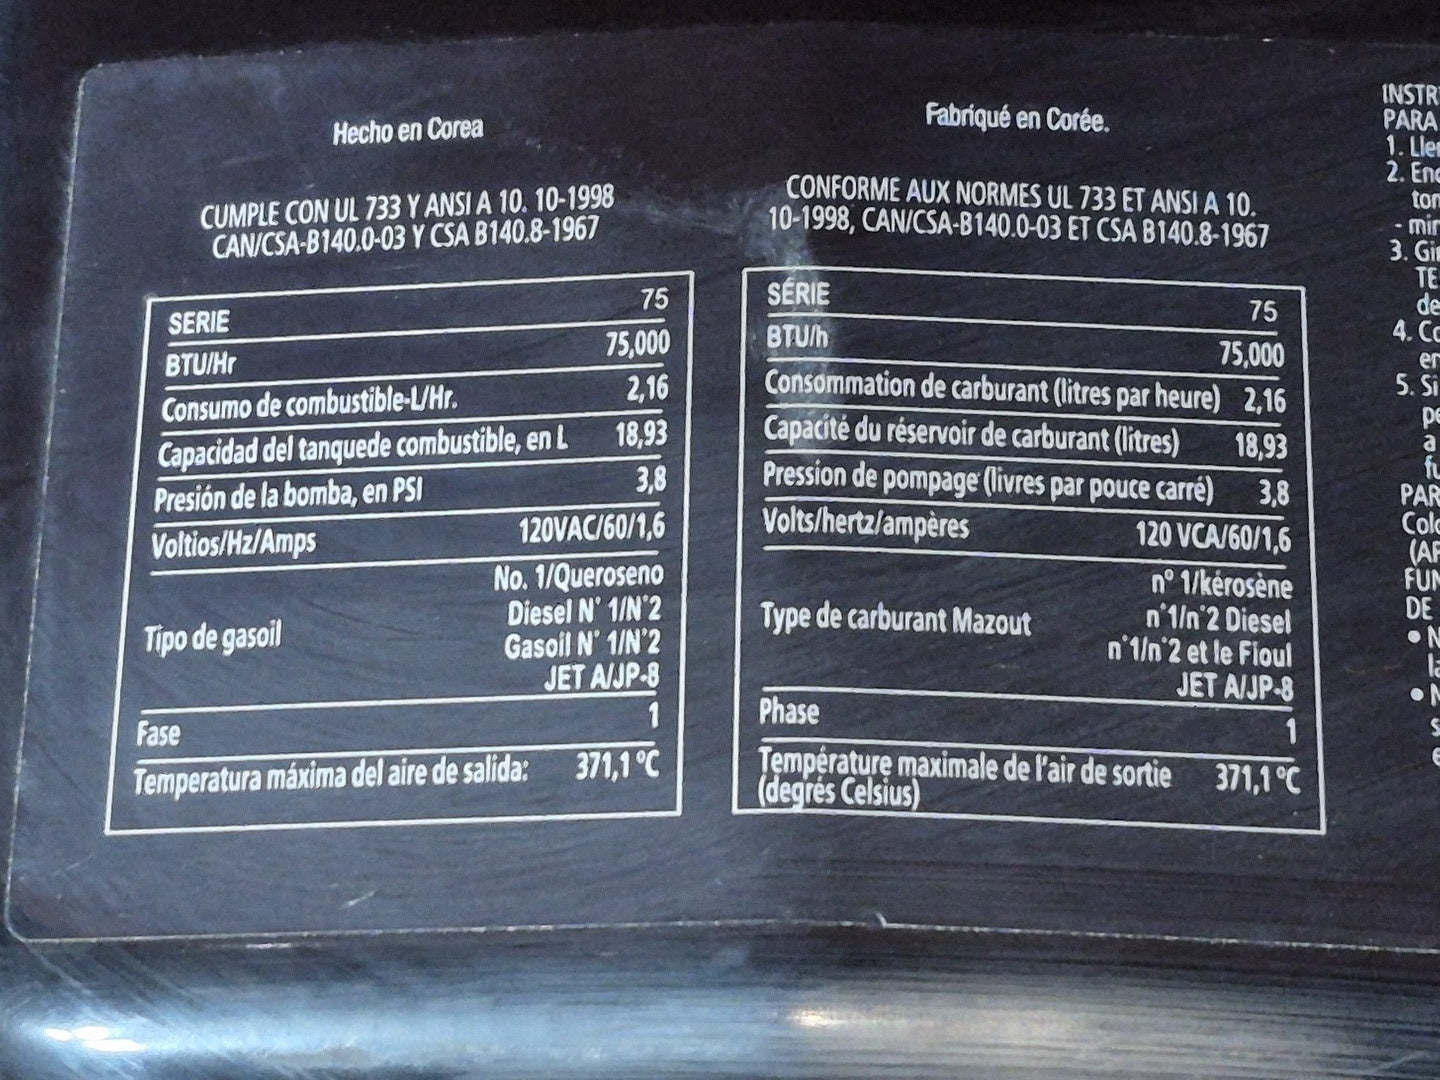 Hecho en Corea
CUMPLE CON UL 733 Y ANSI A 10. 10-1998
CAN/CSA-B140.0-03 Y CSA B140.8-1967
SERIE 75
BTU/Hr 75,000
Consumo de combustible-L/Hr. 2,16
Capacidad del tanquede combustible, en L 18,93
Presión de la bomba, en PSI 3,8
Voltios/Hz/Amps 120VAC/60/1,6
Tipo de gasoil
No. 1/Queroseno
Diesel N° 1/N°2
Gasoil N° 1/N°2
JET A/JP-8
Fase 1
Temperatura máxima del aire de salida: 371,1 °C
Fabriqué en Corée.
CONFORME AUX NORMES UL 733 ET ANSI A 10.
10-1998, CAN/CSA-B140.0-03 ET CSA B140.8-1967
SÉRIE 75
BTU/h 75,000
Consommation de carburant (litres par heure) 2,16
Capacité du réservoir de carburant (litres) 18,93
Pression de pompage (livres par pouce carré) 3,8
Volts/hertz/ampères 120 VCA/60/1,6
Type de carburant Mazout
n° 1/kérosène
n°1/n°2 Diesel
n°1/n°2 et le Fioul
JET A/JP-8
Phase 1
Température maximale de l'air de sortie 371,1 °C
(degrés Celsius)
PARA
1.
2.
3.
4.
5. Si
a
DE